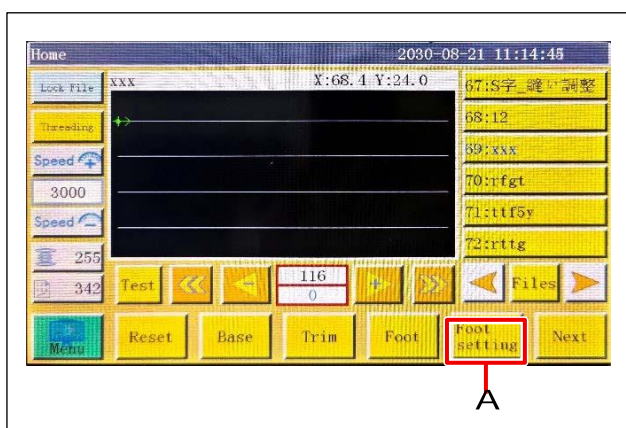 Home 2030-08-21 11:14:45
Lock File
xxx X:68.4 Y:24.0
67:S字_縫い調整
Threading
68:12
Speed
69:xxx
3000
70:rfgt
Speed
71:ttf5y
255
72:rttg
342
Test
116
0
Files
Menu
Reset
Base
Trim
Foot
Foot
setting
Next
A